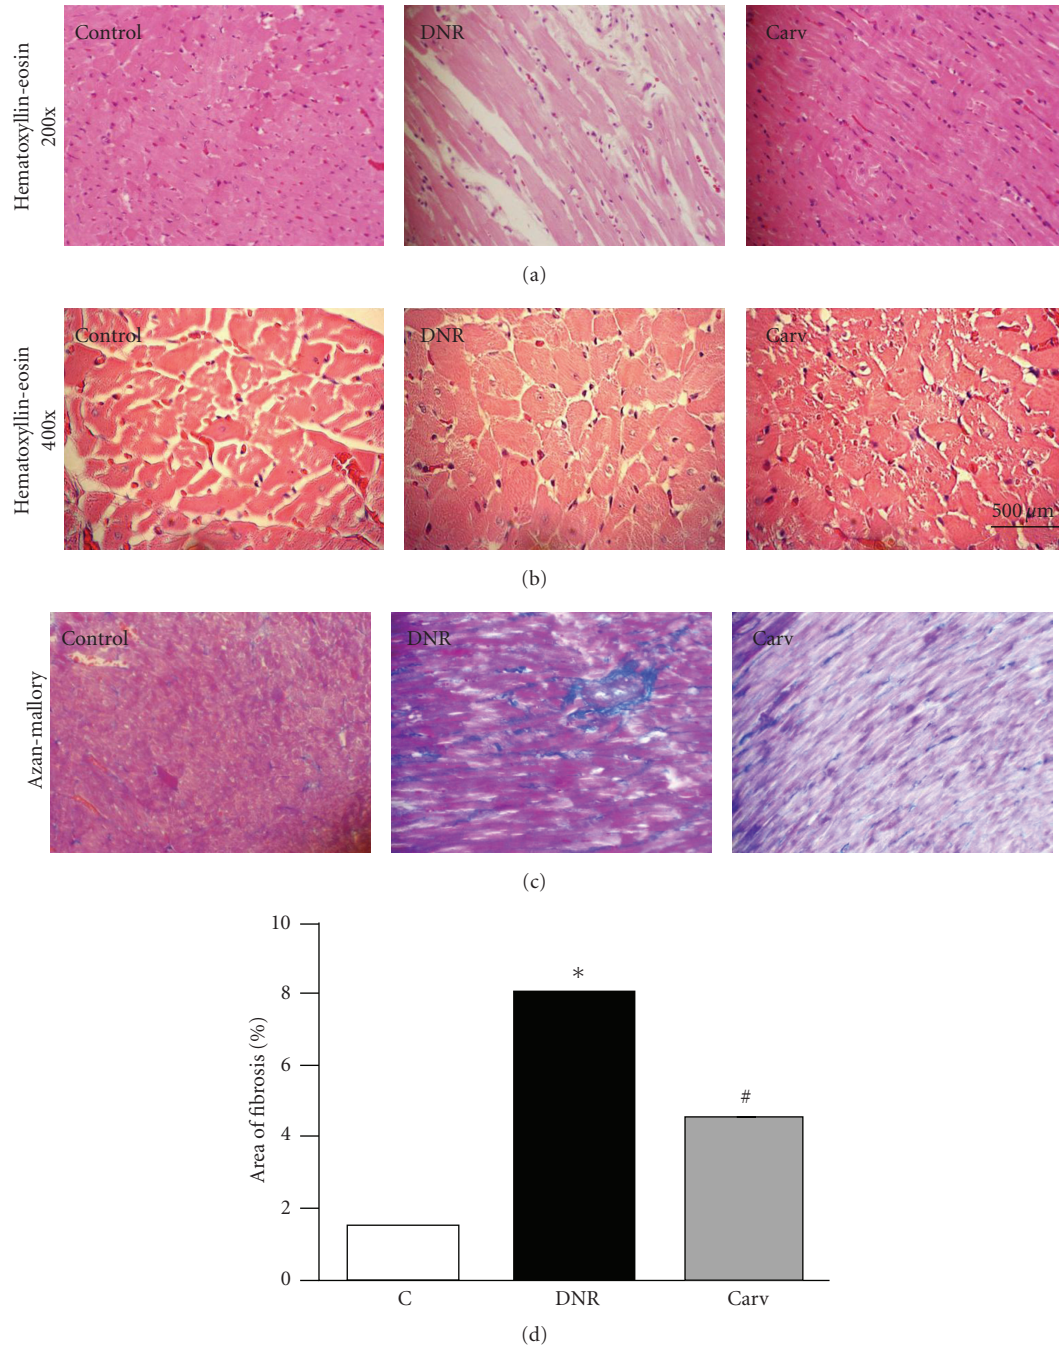 Hematoxyllin-eosin
200x
Control
DNR
Carv
(a)
Hematoxyllin-eosin
400x
Control
DNR
Carv
500 µm
(b)
Azan-mallory
Control
DNR
Carv
(c)
Area of fibrosis (%)
10
8
6
4
2
0
*
#
C
DNR
Carv
(d)